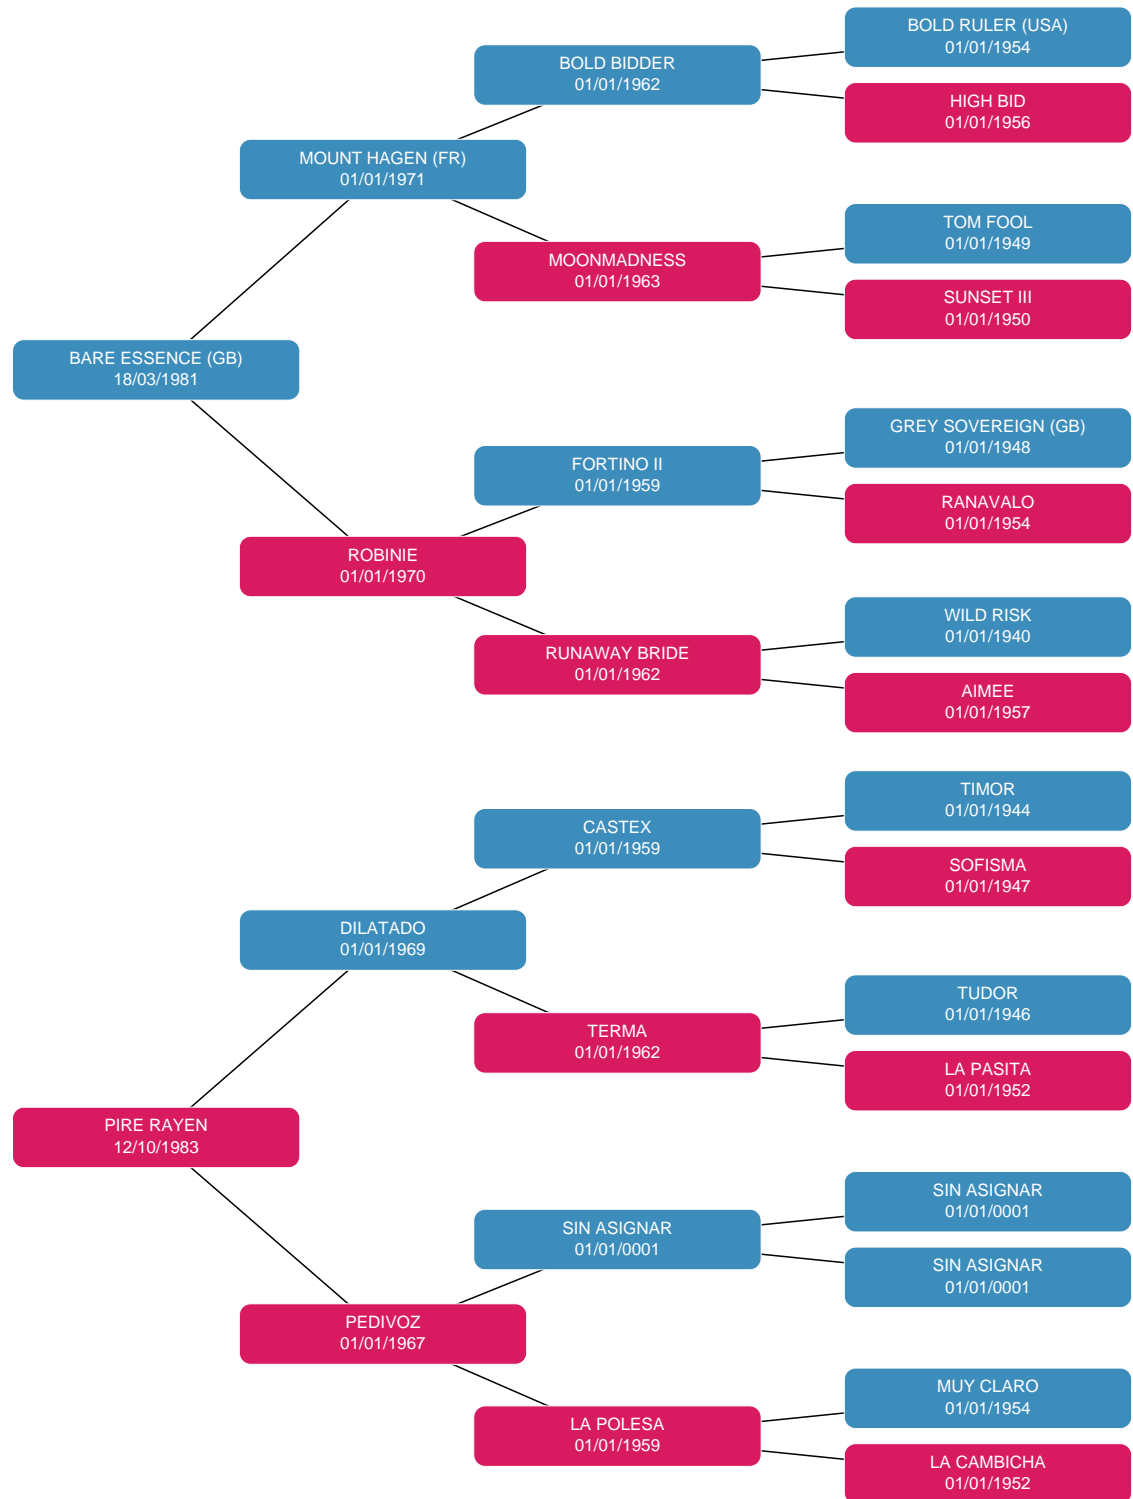 BOLD RULER (USA)
01/01/1954
BOLD BIDDER
01/01/1962
HIGH BID
01/01/1956
MOUNT HAGEN (FR)
01/01/1971
TOM FOOL
01/01/1949
MOONMADNESS
01/01/1963
SUNSET III
01/01/1950
BARE ESSENCE (GB)
18/03/1981
GREY SOVEREIGN (GB)
01/01/1948
FORTINO II
01/01/1959
RANAVALO
01/01/1954
ROBINIE
01/01/1970
WILD RISK
01/01/1940
RUNAWAY BRIDE
01/01/1962
AIMEE
01/01/1957
TIMOR
01/01/1944
CASTEX
01/01/1959
SOFISMA
01/01/1947
DILATADO
01/01/1969
TUDOR
01/01/1946
TERMA
01/01/1962
LA PASITA
01/01/1952
PIRE RAYEN
12/10/1983
SIN ASIGNAR
01/01/0001
SIN ASIGNAR
01/01/0001
SIN ASIGNAR
01/01/0001
PEDIVOZ
01/01/1967
MUY CLARO
01/01/1954
LA POLESA
01/01/1959
LA CAMBICHA
01/01/1952